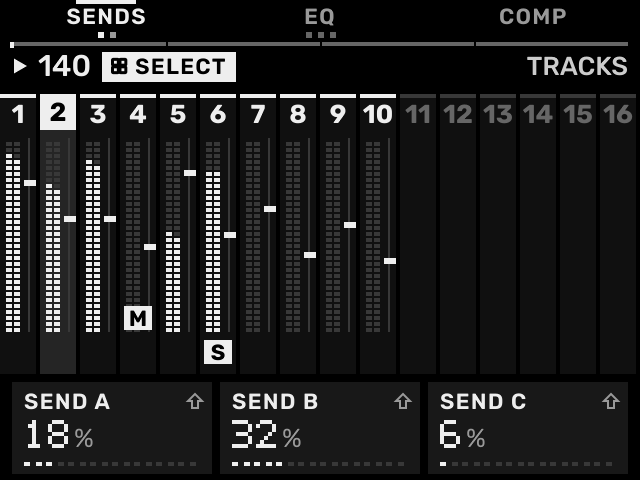 SENDS EQ COMP
140 SELECT TRACKS
1 2 3 4 5 6 7 8 9 10 11 12 13 14 15 16
M
S
SEND A SEND B SEND C
18% 32% 6%